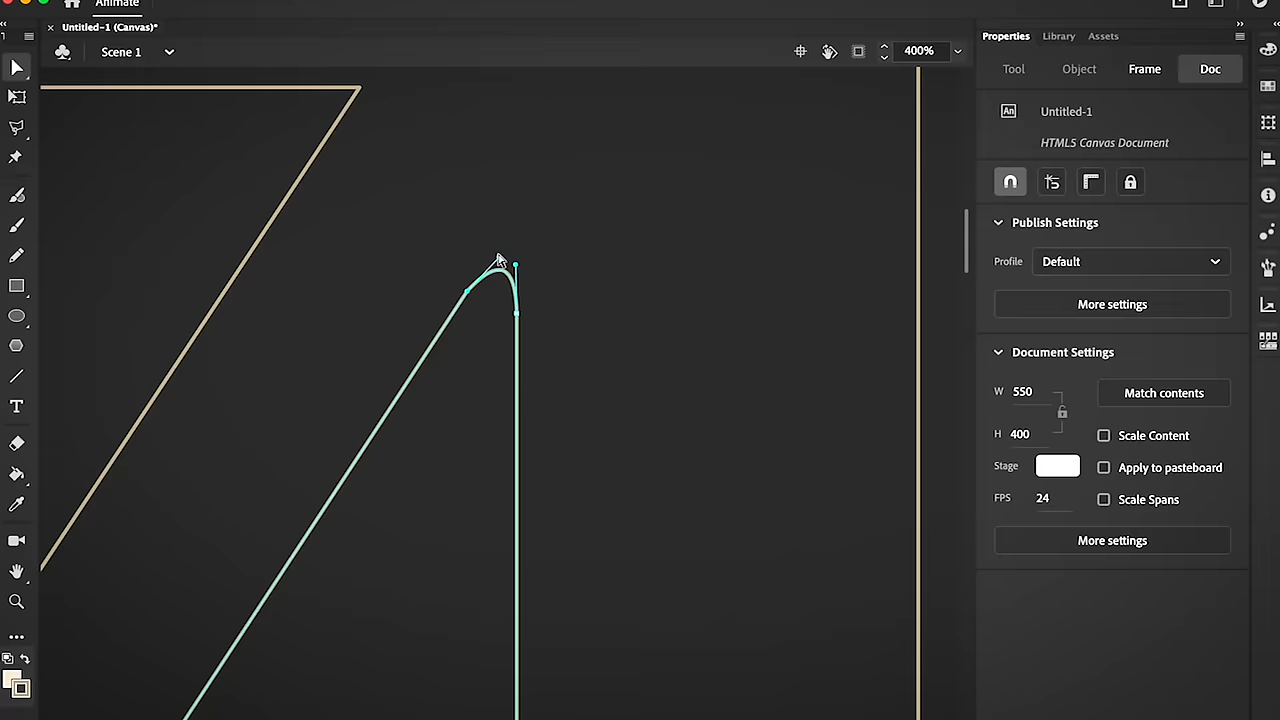 Animate
× Untitled-1 (Canvas)*
Scene 1
400%
Properties Library Assets
Tool Object Frame Doc
An Untitled-1
HTML5 Canvas Document
Publish Settings
Profile Default
More settings
Document Settings
W 550 Match contents
H 400 Scale Content
Stage Apply to pasteboard
FPS 24 Scale Spans
More settings